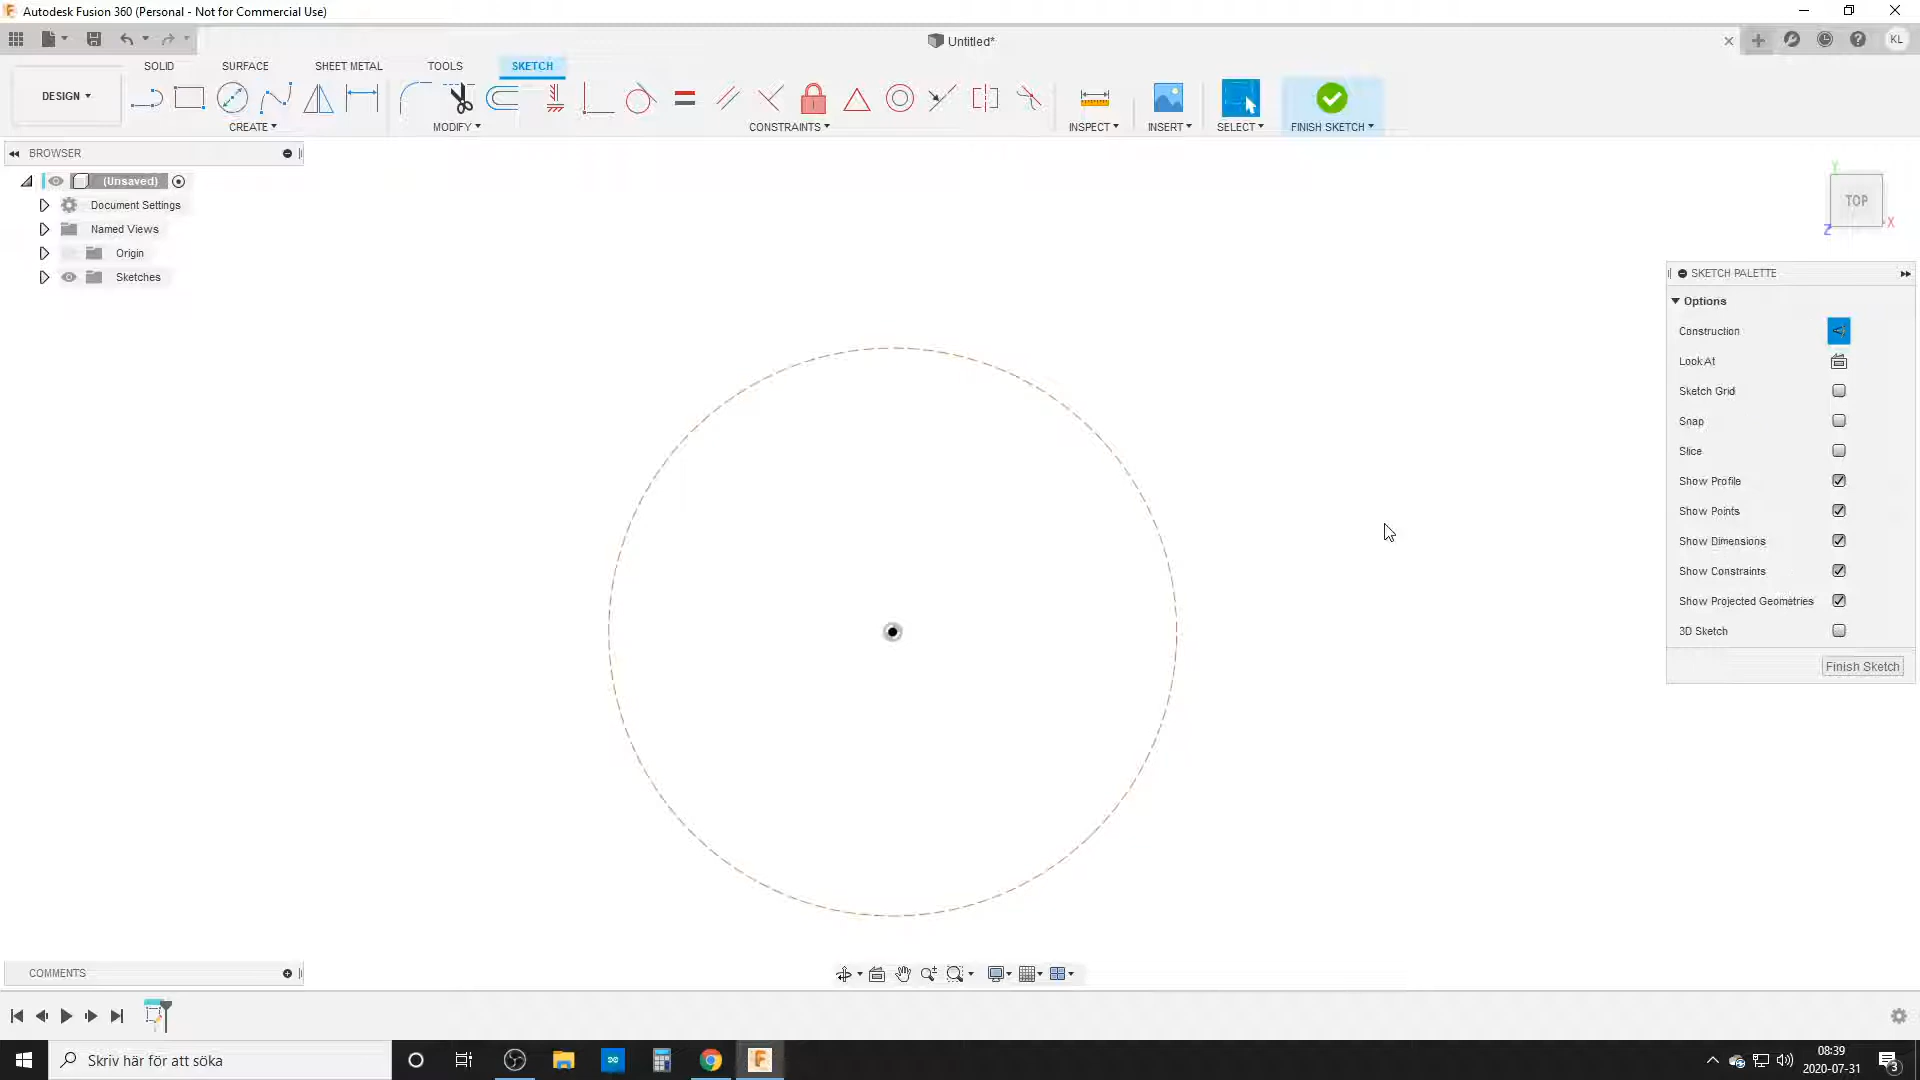 Autodesk Fusion 360 (Personal - Not for Commercial Use)
Untitled*
KL
SOLID
SURFACE
SHEET METAL
TOOLS
SKETCH
DESIGN
CREATE
MODIFY
CONSTRAINTS
INSPECT
INSERT
SELECT
FINISH SKETCH
BROWSER
(Unsaved)
Document Settings
Named Views
Origin
Sketches
Y
TOP
X
Z
SKETCH PALETTE
Options
Construction
Look At
Sketch Grid
Snap
Slice
Show Profile
Show Points
Show Dimensions
Show Constraints
Show Projected Geometries
3D Sketch
Finish Sketch
COMMENTS
Skriv här för att söka
08:39
2020-07-31
3